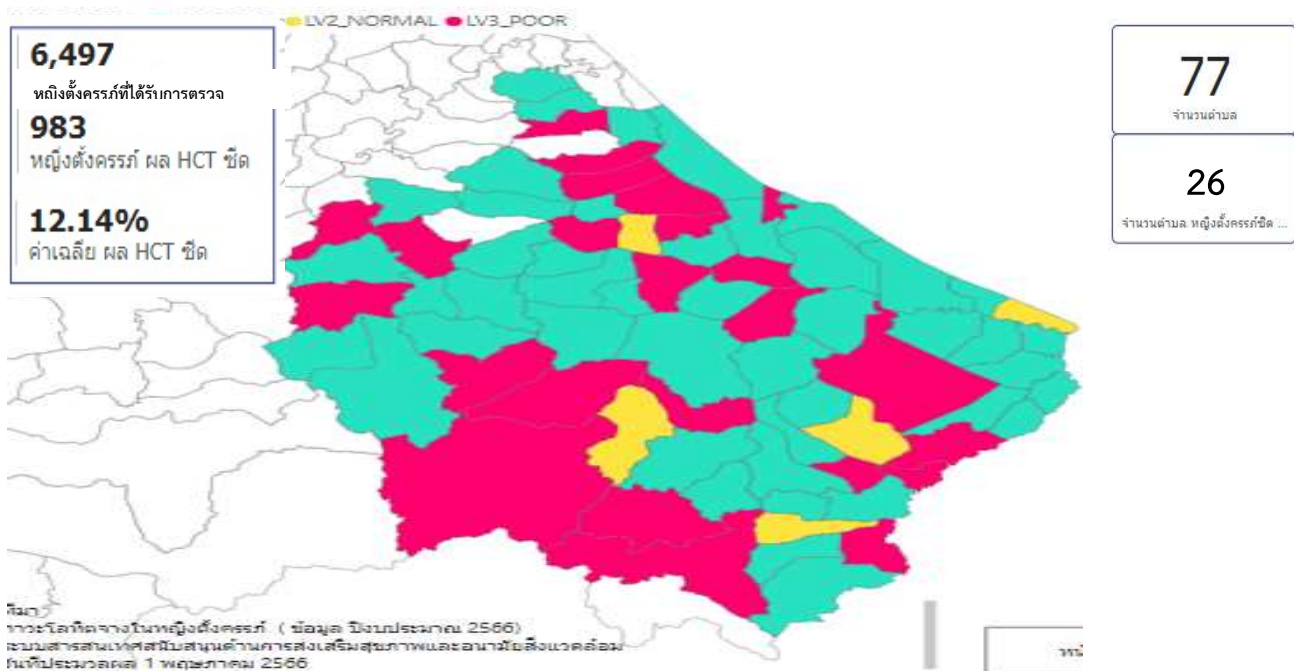 LV2_NORMAL LV3_POOR
6,497
หญิงตั้งครรภ์ที่ได้รับการตรวจ
983
หญิงตั้งครรภ์ ผล HCT ซีด
12.14%
ค่าเฉลี่ย ผล HCT ซีด
77
จำนวนตำบล
26
จำนวนตำบล หญิงตั้งครรภ์ซีด ...
ที่มา
ภาวะโลหิตจางในหญิงตั้งครรภ์ ( ข้อมูล ปีงบประมาณ 2566)
ระบบสารสนเทศสนับสนุนด้านการส่งเสริมสุขภาพและอนามัยสิ่งแวดล้อม
วันที่ประมวลผล 1 พฤษภาคม 2566